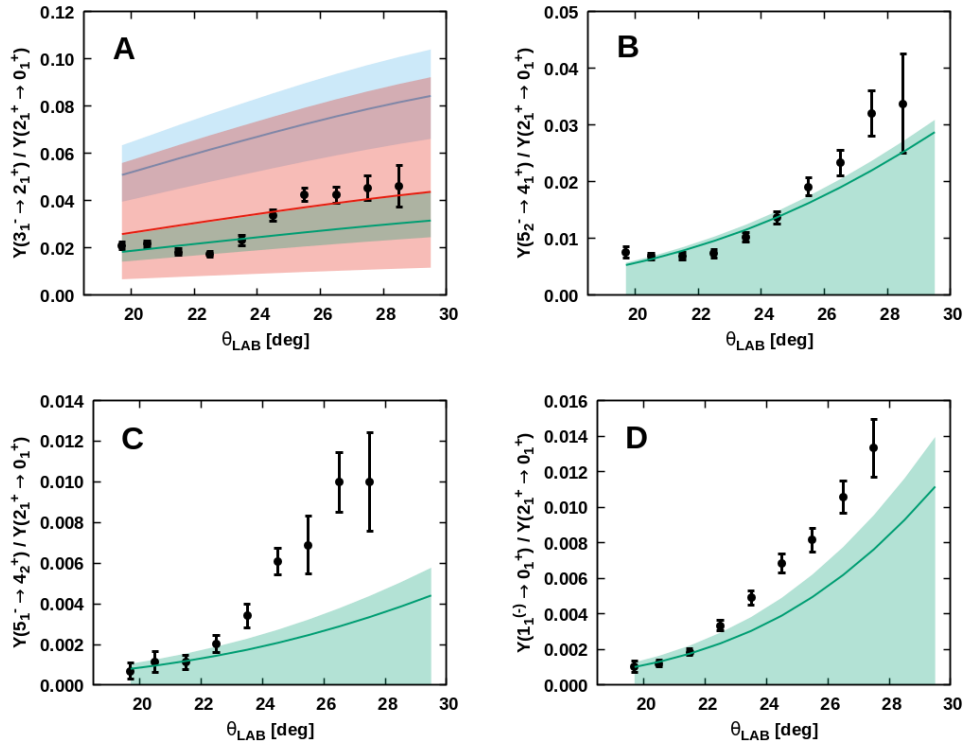 A
Y(3₁⁻ → 2₁⁺) / Y(2₁⁺ → 0₁⁺)
0.12
0.10
0.08
0.06
0.04
0.02
0.00
20 22 24 26 28 30
θLAB [deg]
B
Y(5₂⁻ → 4₁⁺) / Y(2₁⁺ → 0₁⁺)
0.05
0.04
0.03
0.02
0.01
0.00
20 22 24 26 28 30
θLAB [deg]
C
Y(5₁⁻ → 4₂⁺) / Y(2₁⁺ → 0₁⁺)
0.014
0.012
0.010
0.008
0.006
0.004
0.002
0.000
20 22 24 26 28 30
θLAB [deg]
D
Y(1₁⁽⁻⁾ → 0₁⁺) / Y(2₁⁺ → 0₁⁺)
0.016
0.014
0.012
0.010
0.008
0.006
0.004
0.002
0.000
20 22 24 26 28 30
θLAB [deg]